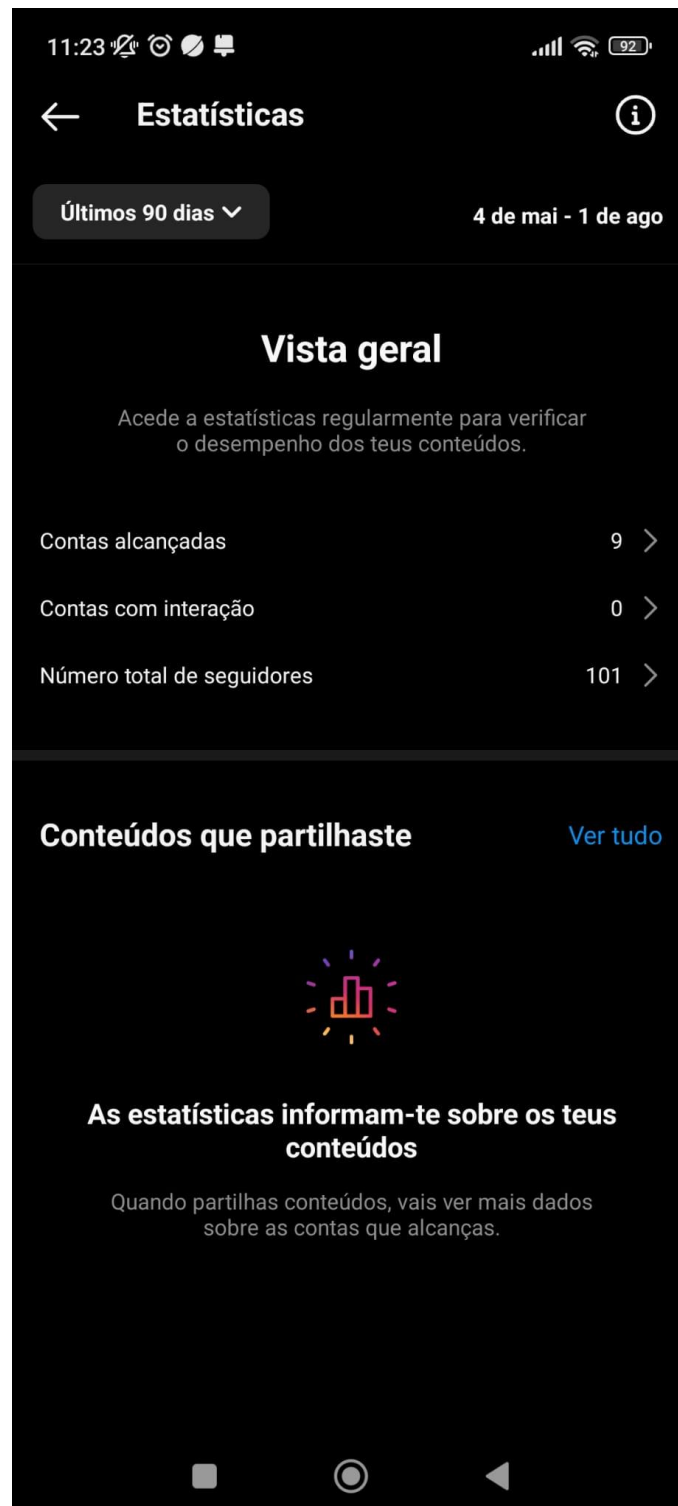 11:23
92
Estatísticas
Últimos 90 dias
4 de mai - 1 de ago
Vista geral
Acede a estatísticas regularmente para verificar
o desempenho dos teus conteúdos.
Contas alcançadas 9
Contas com interação 0
Número total de seguidores 101
Conteúdos que partilhaste Ver tudo
As estatísticas informam-te sobre os teus
conteúdos
Quando partilhas conteúdos, vais ver mais dados
sobre as contas que alcanças.